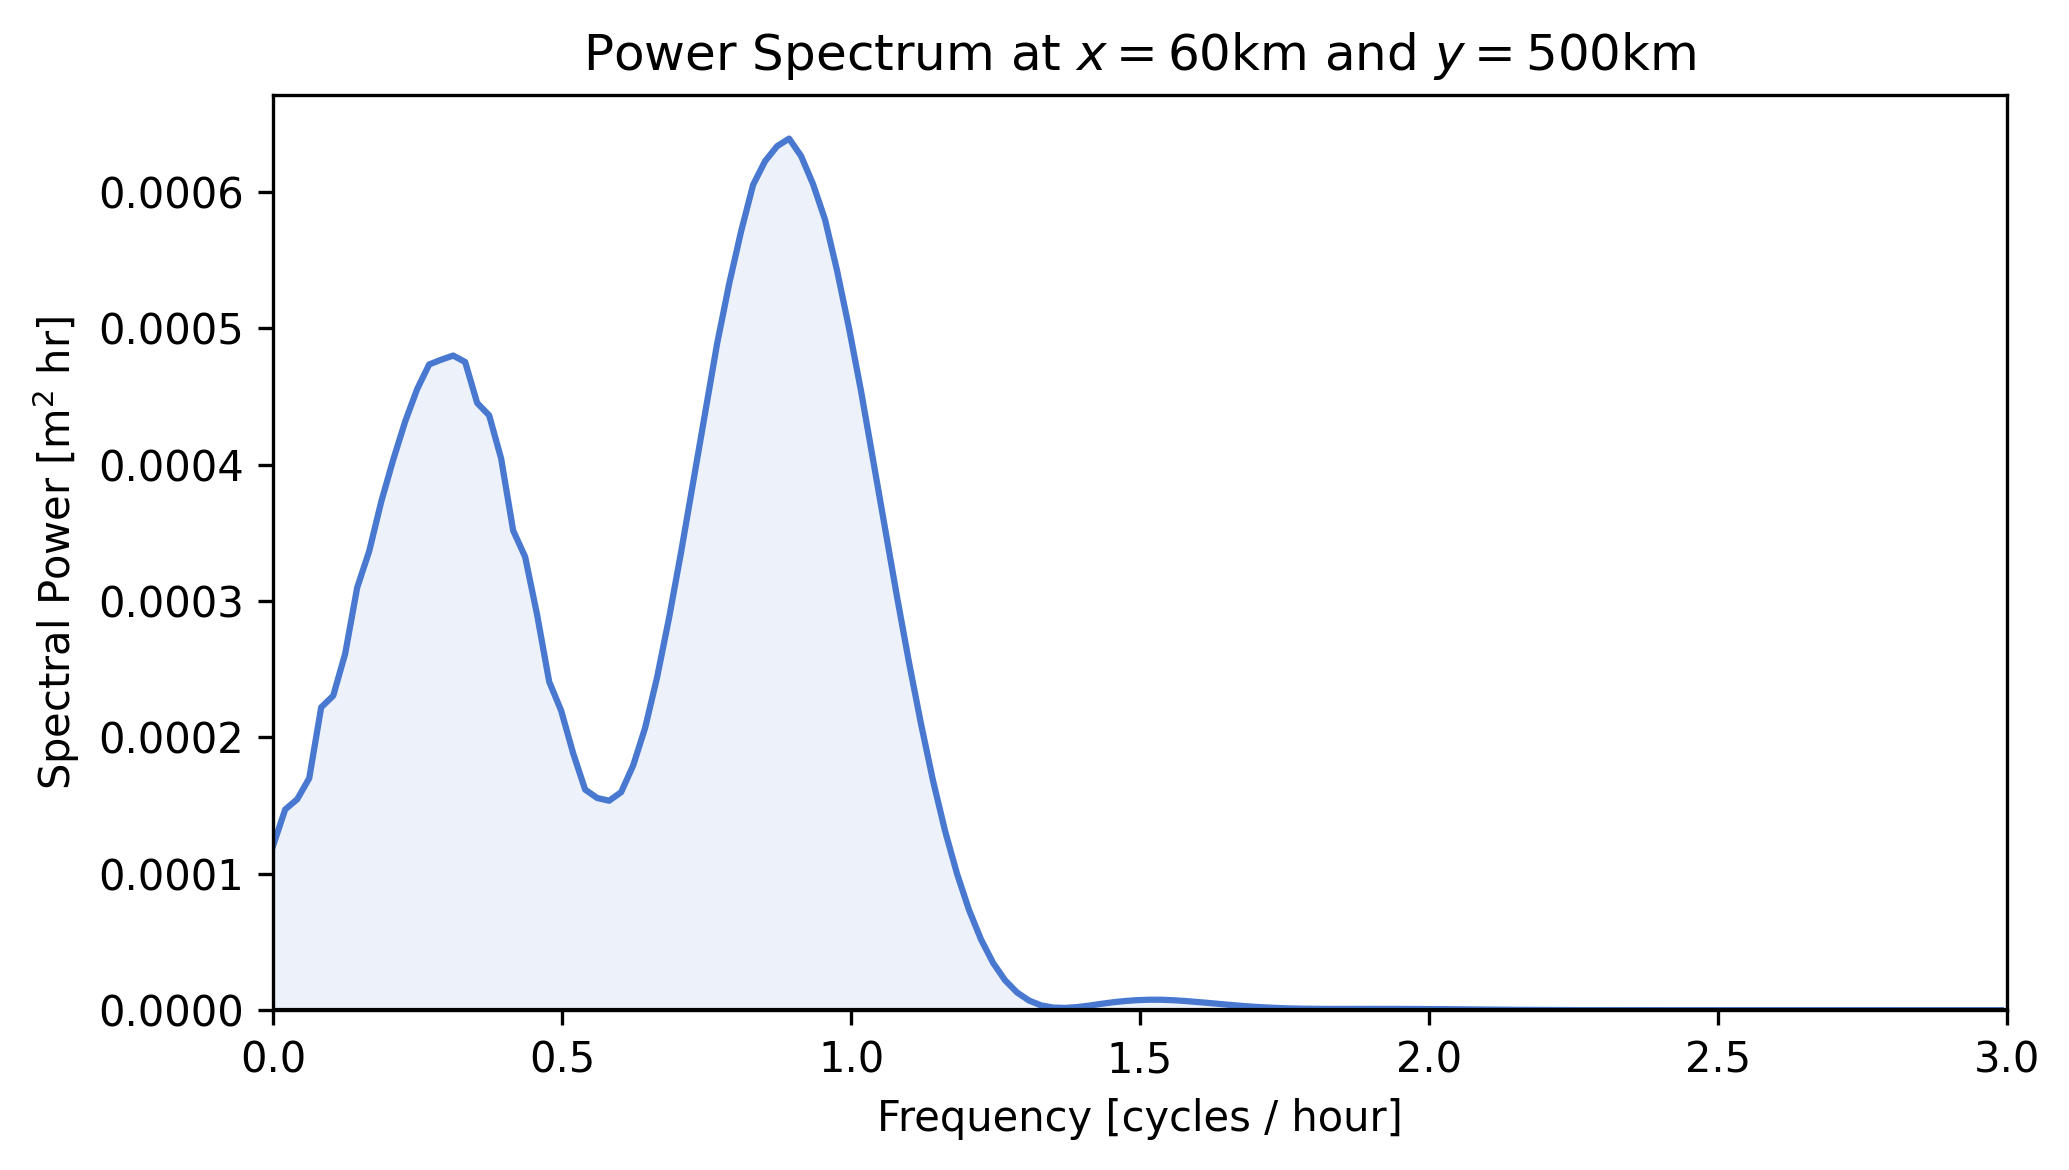 Power Spectrum at x = 60km and y = 500km
Spectral Power [m² hr]
0.0006
0.0005
0.0004
0.0003
0.0002
0.0001
0.0000
0.0 0.5 1.0 1.5 2.0 2.5 3.0
Frequency [cycles / hour]